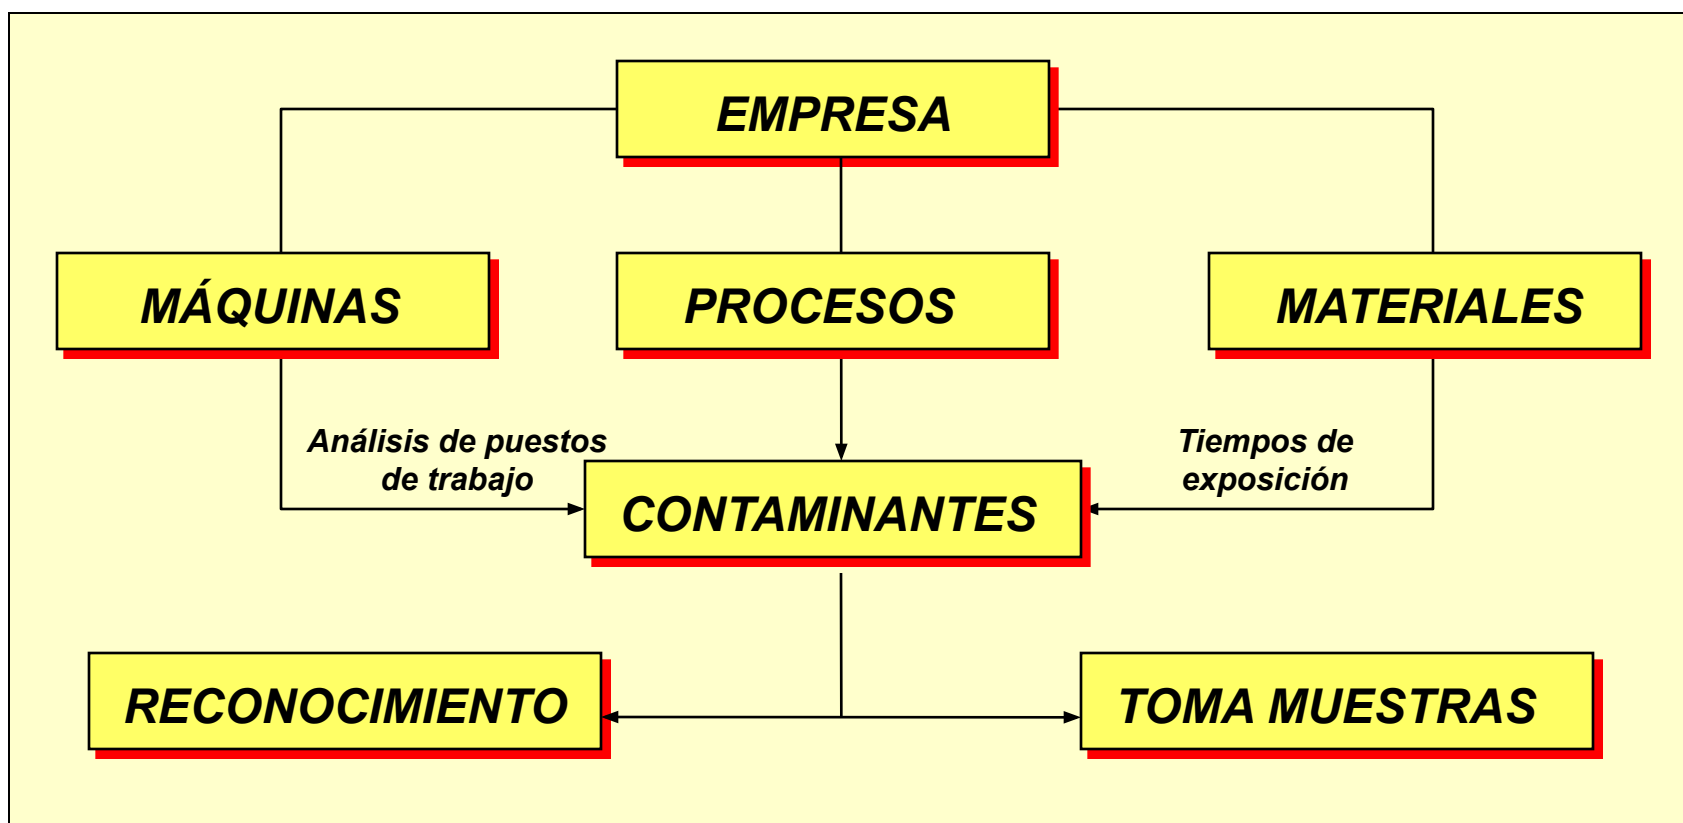 EMPRESA
MÁQUINAS
PROCESOS
MATERIALES
Análisis de puestos
de trabajo
Tiempos de
exposición
CONTAMINANTES
RECONOCIMIENTO
TOMA MUESTRAS